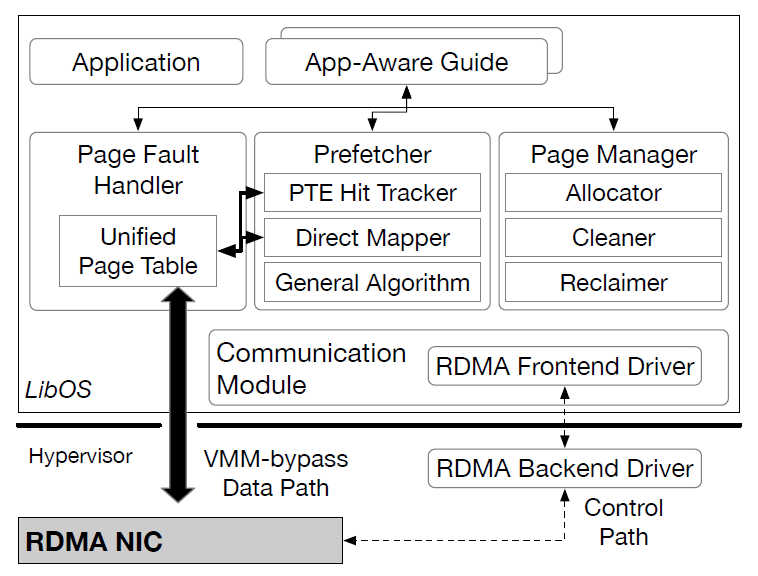 Application
App-Aware Guide
Page Fault
Handler
Unified
Page Table
Prefetcher
PTE Hit Tracker
Direct Mapper
General Algorithm
Page Manager
Allocator
Cleaner
Reclaimer
Communication
Module
RDMA Frontend Driver
LibOS
Hypervisor
VMM-bypass
Data Path
RDMA Backend Driver
Control
Path
RDMA NIC